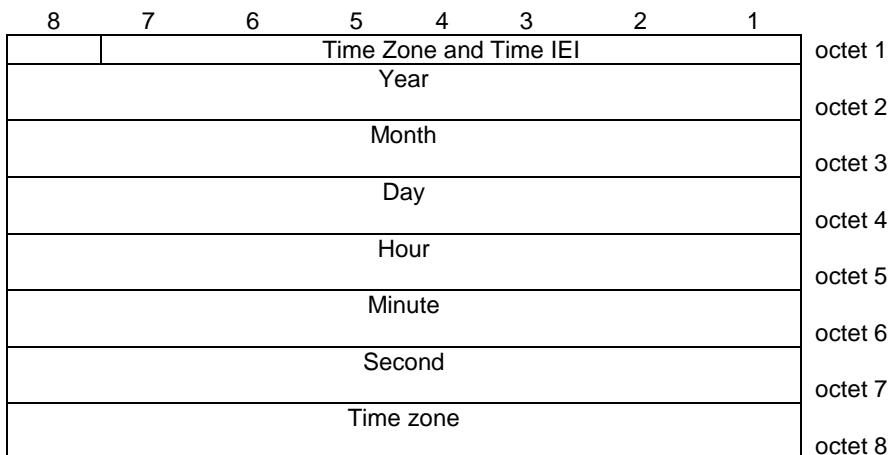 8 7 6 5 4 3 2 1
Time Zone and Time IEI octet 1
Year
octet 2
Month
octet 3
Day
octet 4
Hour
octet 5
Minute
octet 6
Second
octet 7
Time zone
octet 8